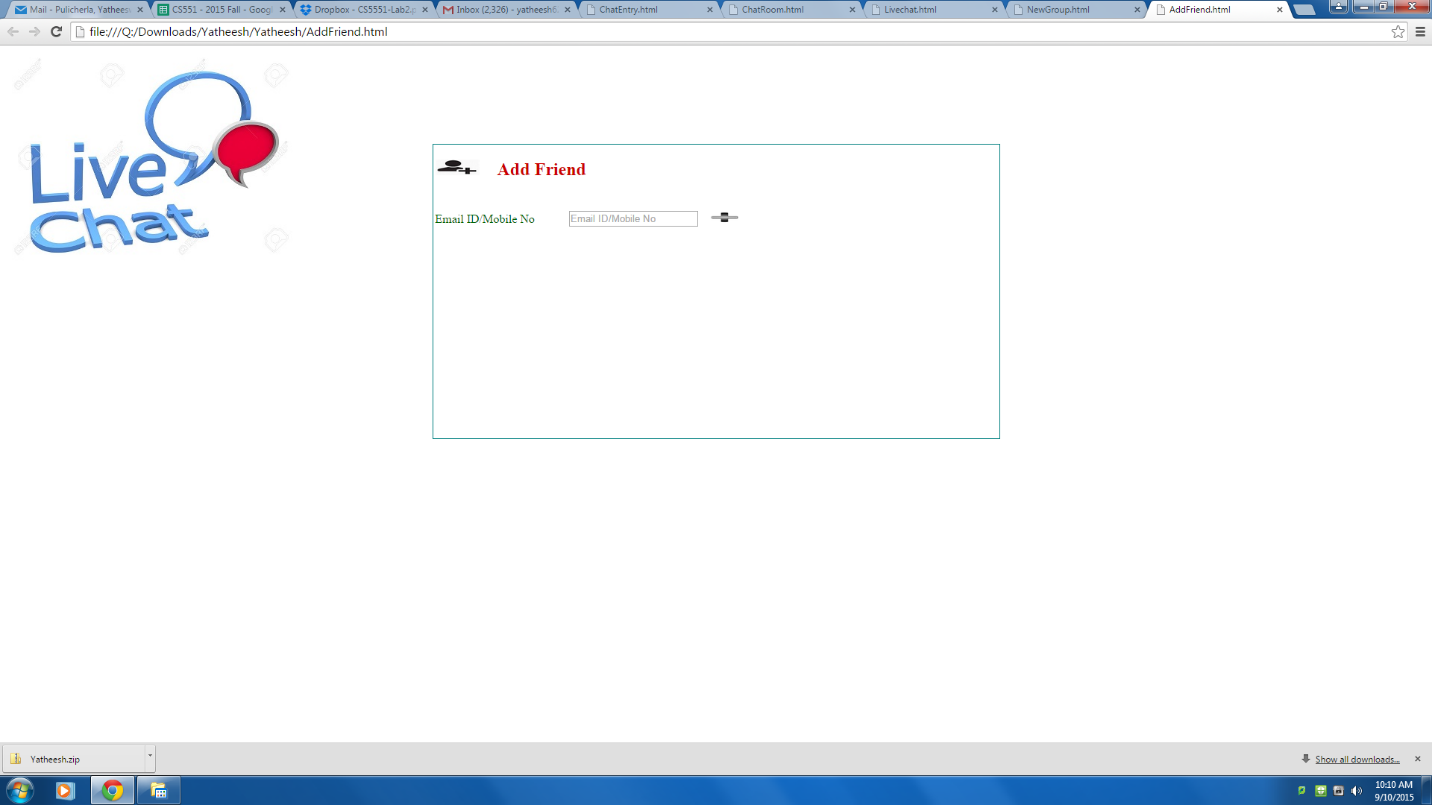 Mail - Pulicherla, Yathees
CS551 - 2015 Fall - Googl
Dropbox - CS5551-Lab2.p
Inbox (2,326) - yatheesh6
ChatEntry.html
ChatRoom.html
Livechat.html
NewGroup.html
AddFriend.html
file:///Q:/Downloads/Yatheesh/Yatheesh/AddFriend.html
Live
Chat
Add Friend
Email ID/Mobile No
Email ID/Mobile No
Yatheesh.zip
Show all downloads...
10:10 AM
9/10/2015